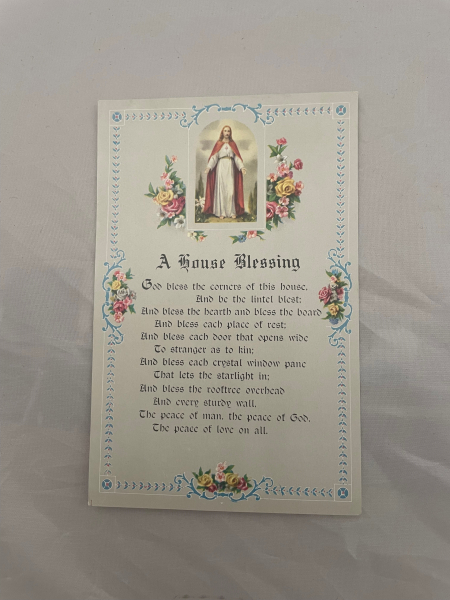 A House Blessing
God bless the corners of this house,
And be the lintel blest;
And bless the hearth and bless the board
And bless each place of rest;
And bless each door that opens wide
To stranger as to kin;
And bless each crystal window pane
That lets the starlight in;
And bless the rooftree overhead
And every sturdy wall.
The peace of man, the peace of God,
The peace of love on all.